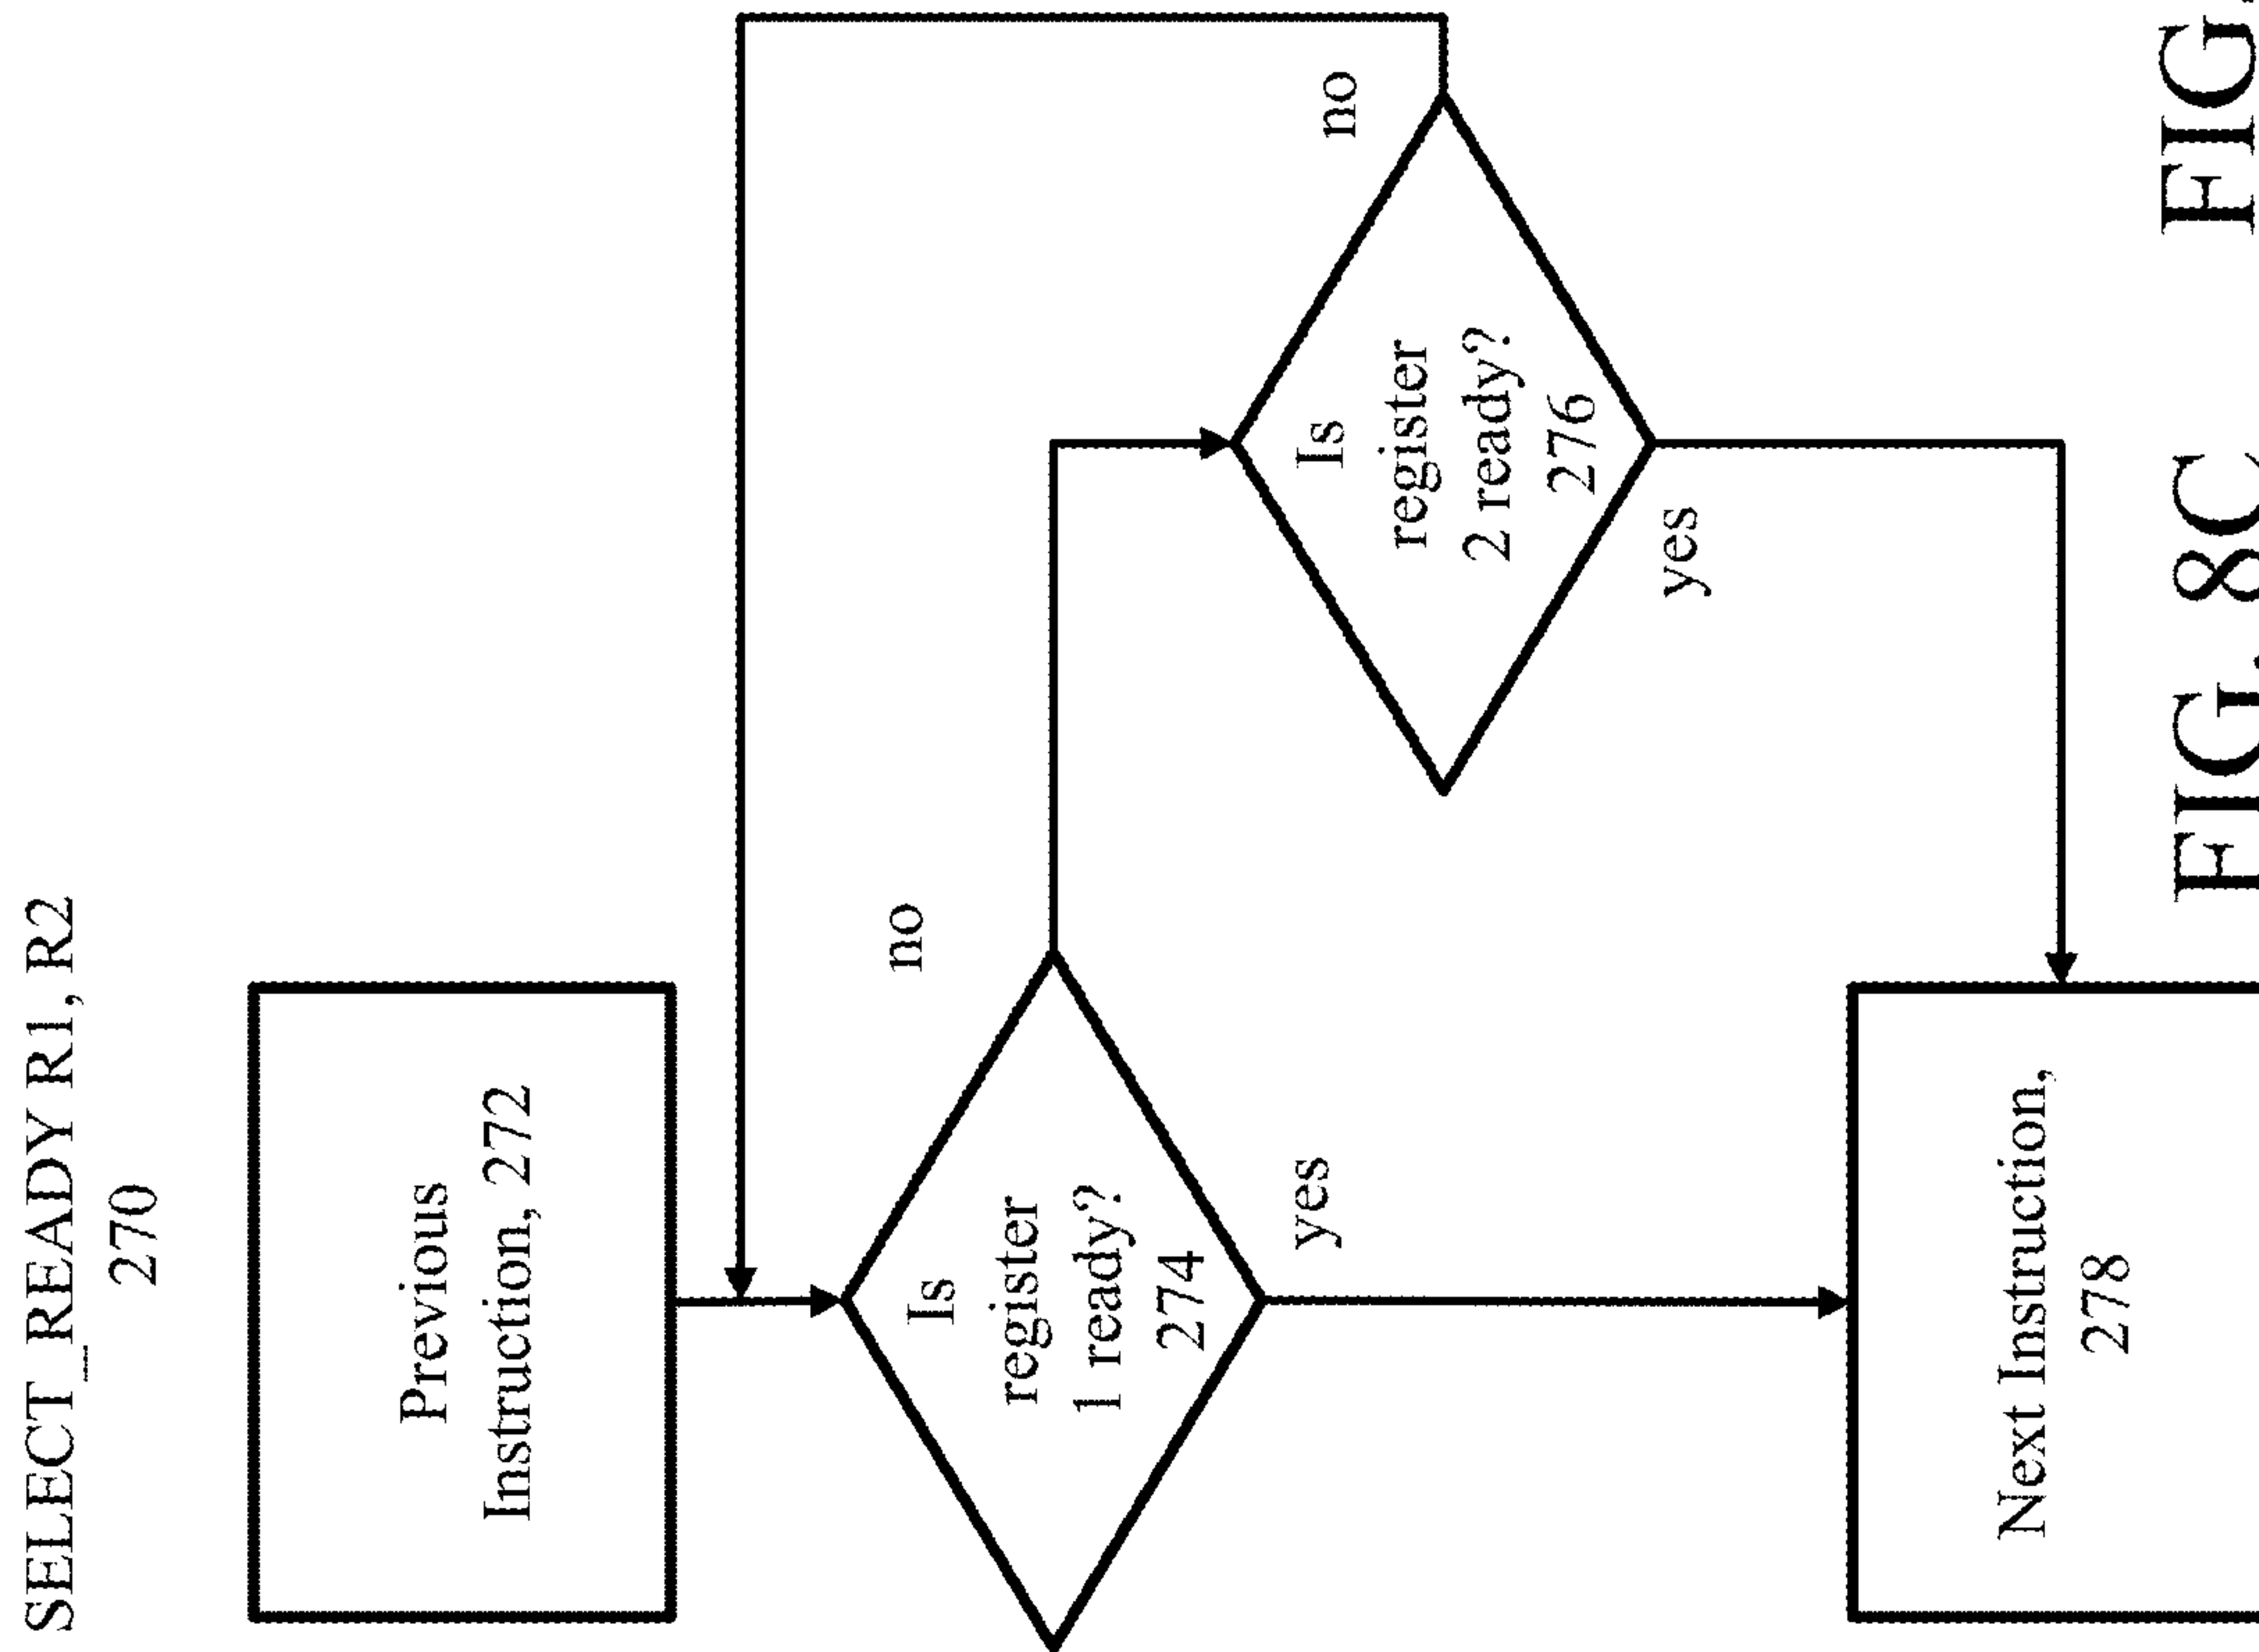 SELECT_READY R1, R2
270
Previous
Instruction, 272
Is
register
1 ready?
274
no
yes
Is
register
2 ready?
276
no
yes
Next Instruction,
278
FIG. 8C
FIG.